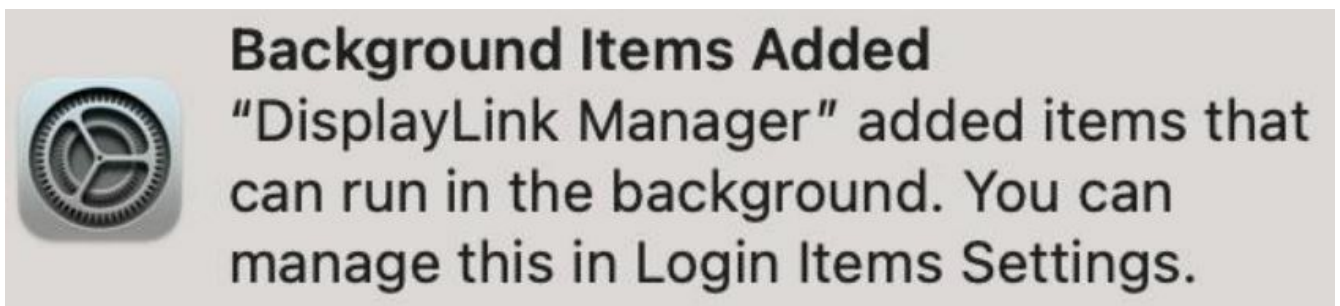 Background Items Added
“DisplayLink Manager” added items that
can run in the background. You can
manage this in Login Items Settings.